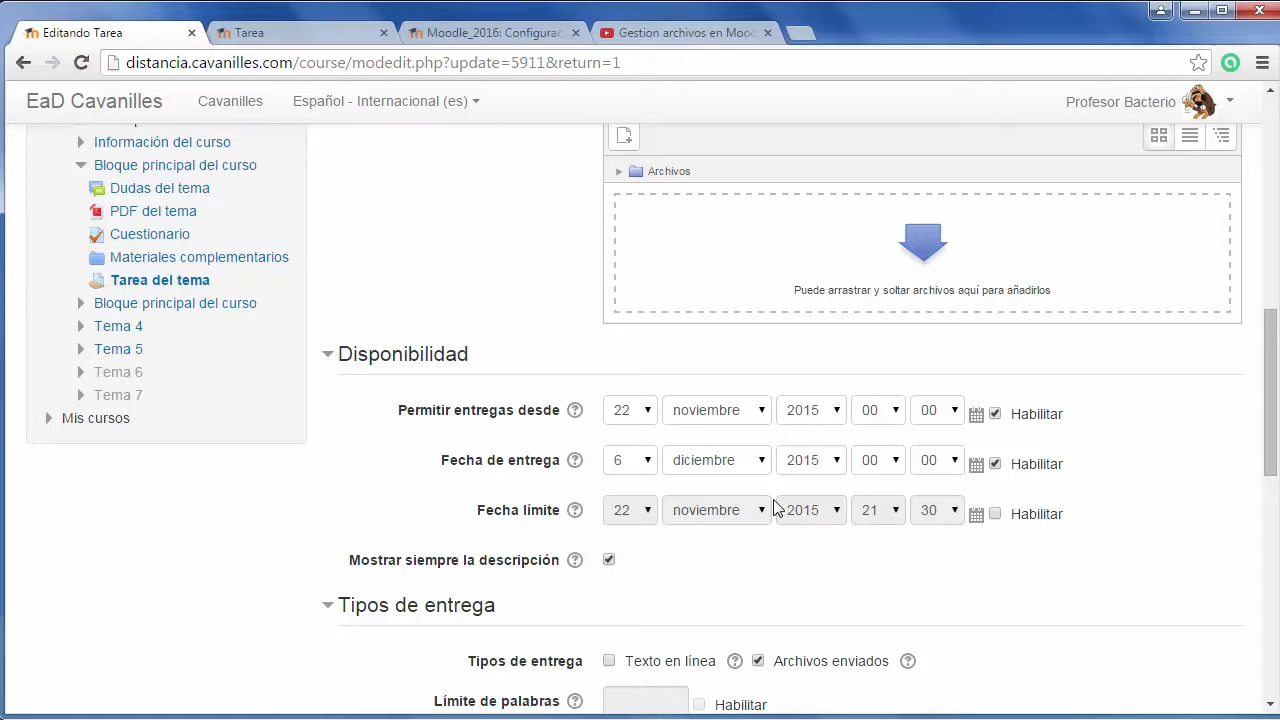 Editando Tarea
Tarea
Moodle_2016: Configurac
Gestion archivos en Mooc
distancia.cavanilles.com/course/modedit.php?update=5911&return=1
EaD Cavanilles Cavanilles Español - Internacional (es) Profesor Bacterio
Información del curso
Bloque principal del curso
Dudas del tema
PDF del tema
Cuestionario
Materiales complementarios
Tarea del tema
Bloque principal del curso
Tema 4
Tema 5
Tema 6
Tema 7
Mis cursos
Archivos
Puede arrastrar y soltar archivos aquí para añadirlos
Disponibilidad
Permitir entregas desde 22 noviembre 2015 00 00 Habilitar
Fecha de entrega 6 diciembre 2015 00 00 Habilitar
Fecha límite 22 noviembre 2015 21 30 Habilitar
Mostrar siempre la descripción
Tipos de entrega
Tipos de entrega Texto en línea Archivos enviados
Límite de palabras Habilitar